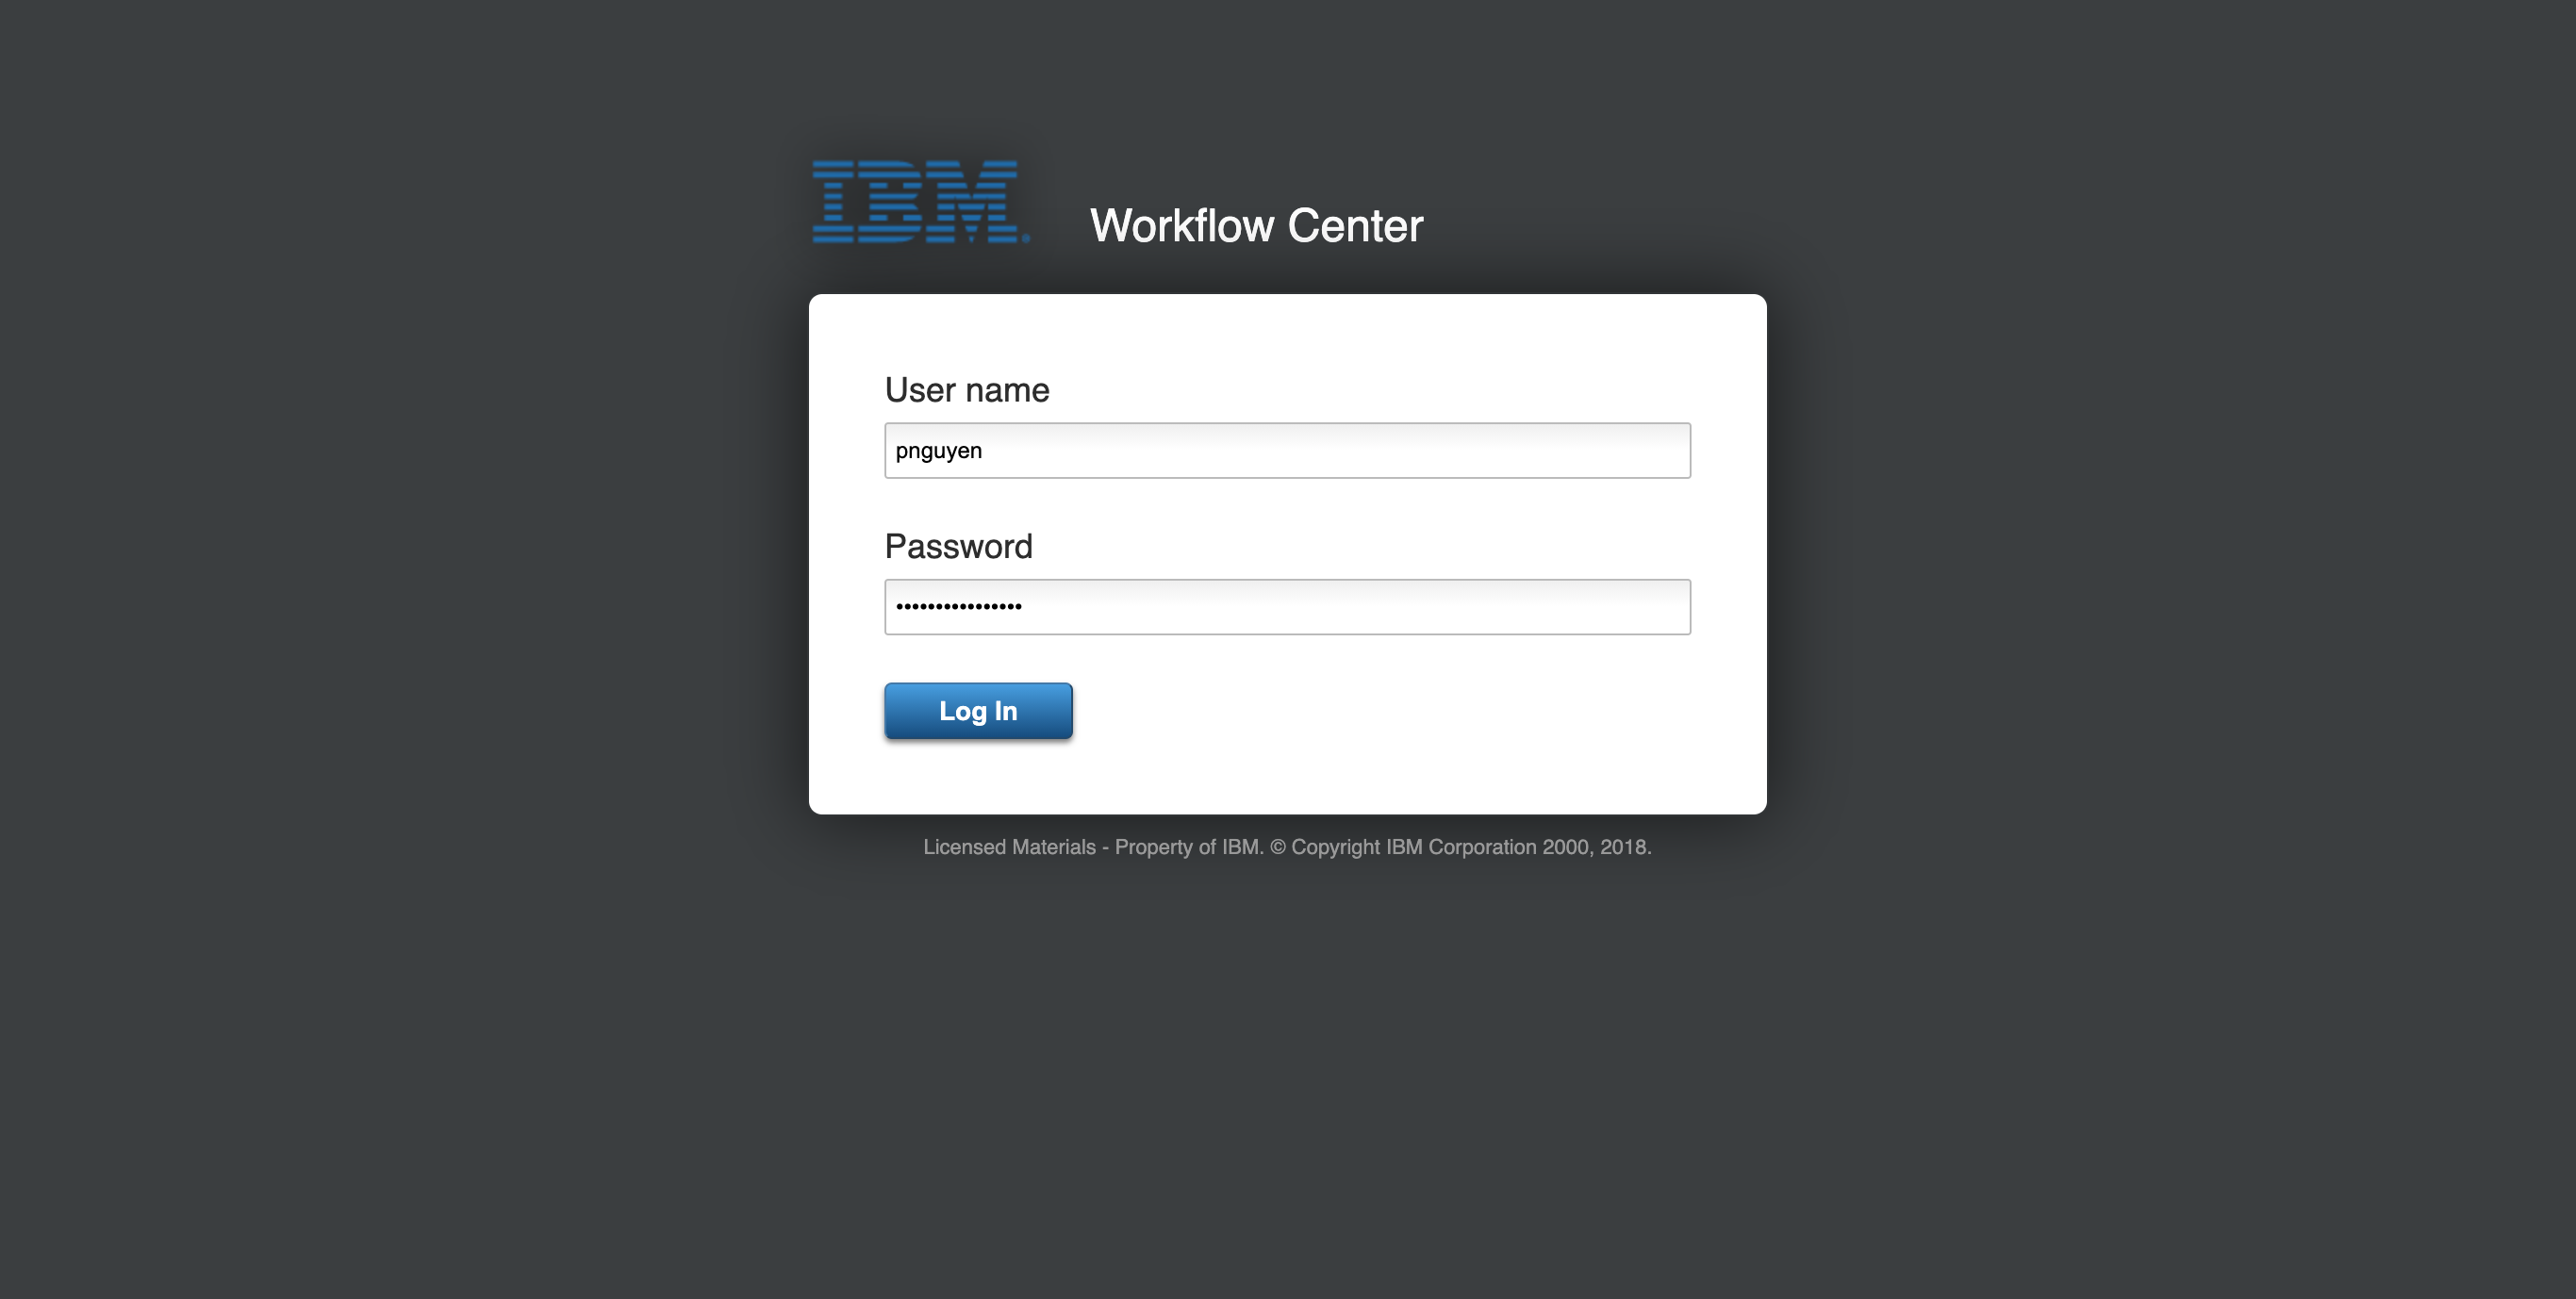 IBM®
Workflow Center
User name
pnguyen
Password
••••••••••••••••
Log In
Licensed Materials - Property of IBM. © Copyright IBM Corporation 2000, 2018.